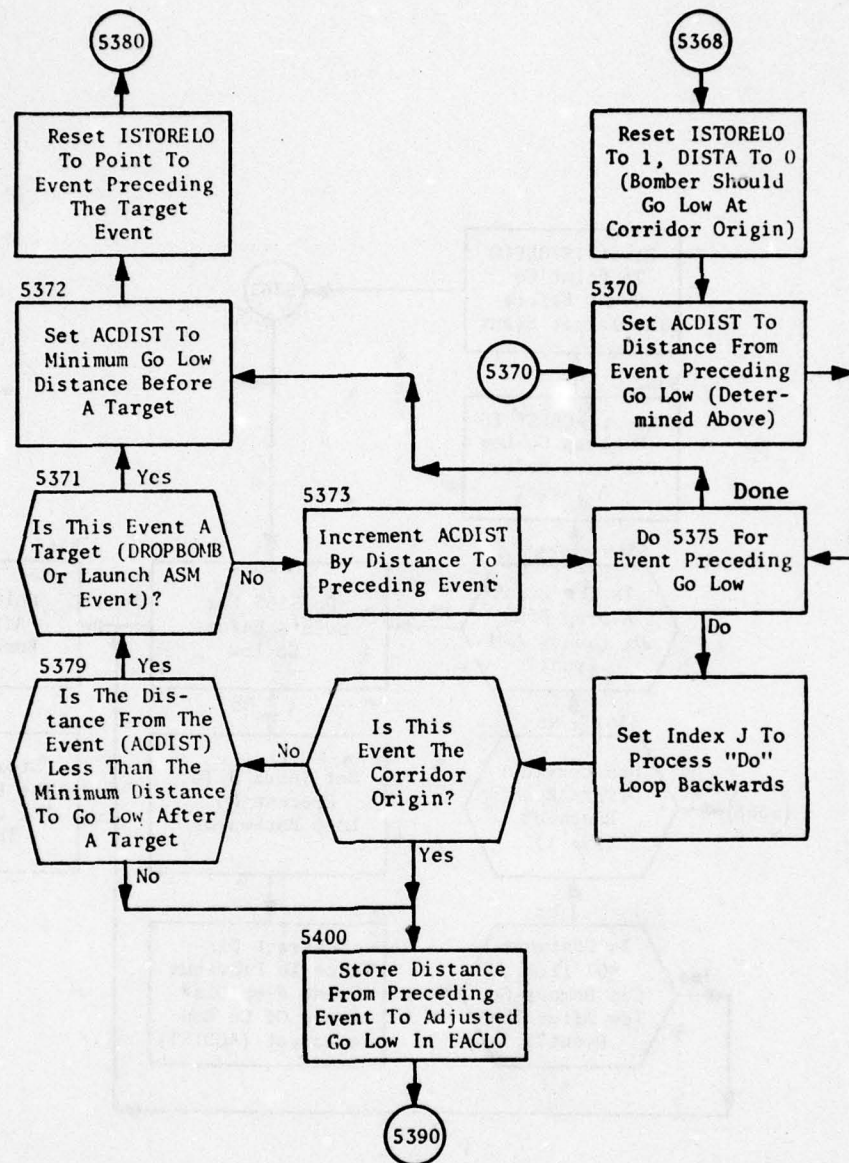 5380
5368
Reset ISTORELO
To Point To
Event Preceding
The Target
Event
Reset ISTORELO
To 1, DISTA To 0
(Bomber Should
Go Low At
Corridor Origin)
5372
Set ACDIST To
Minimum Go Low
Distance Before
A Target
5370
5370
Set ACDIST To
Distance From
Event Preceding
Go Low (Deter-
mined Above)
5371
Yes
Is This Event A
Target (DROPBOMB
Or Launch ASM
Event)?
No
5373
Increment ACDIST
By Distance To
Preceding Event
Done
Do 5375 For
Event Preceding
Go Low
Do
5379
Yes
Is The Dis-
tance From The
Event (ACDIST)
Less Than The
Minimum Distance
To Go Low After
A Target
No
No
Is This
Event The
Corridor
Origin?
Yes
Set Index J To
Process "Do"
Loop Backwards
5400
Store Distance
From Preceding
Event To Adjusted
Go Low In FACLO
5390